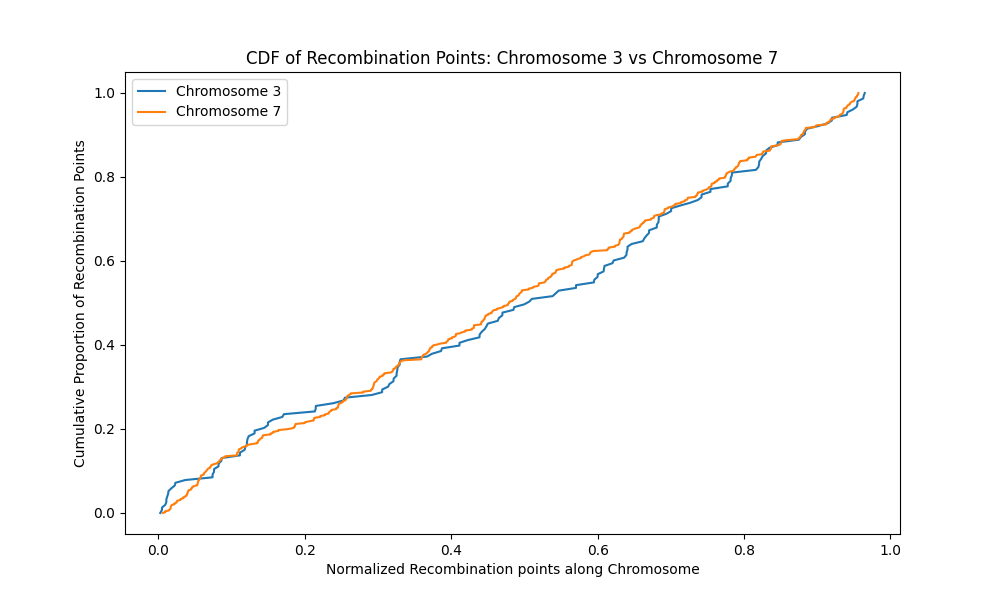 CDF of Recombination Points: Chromosome 3 vs Chromosome 7
Chromosome 3
Chromosome 7
Cumulative Proportion of Recombination Points
1.0
0.8
0.6
0.4
0.2
0.0
0.0 0.2 0.4 0.6 0.8 1.0
Normalized Recombination points along Chromosome